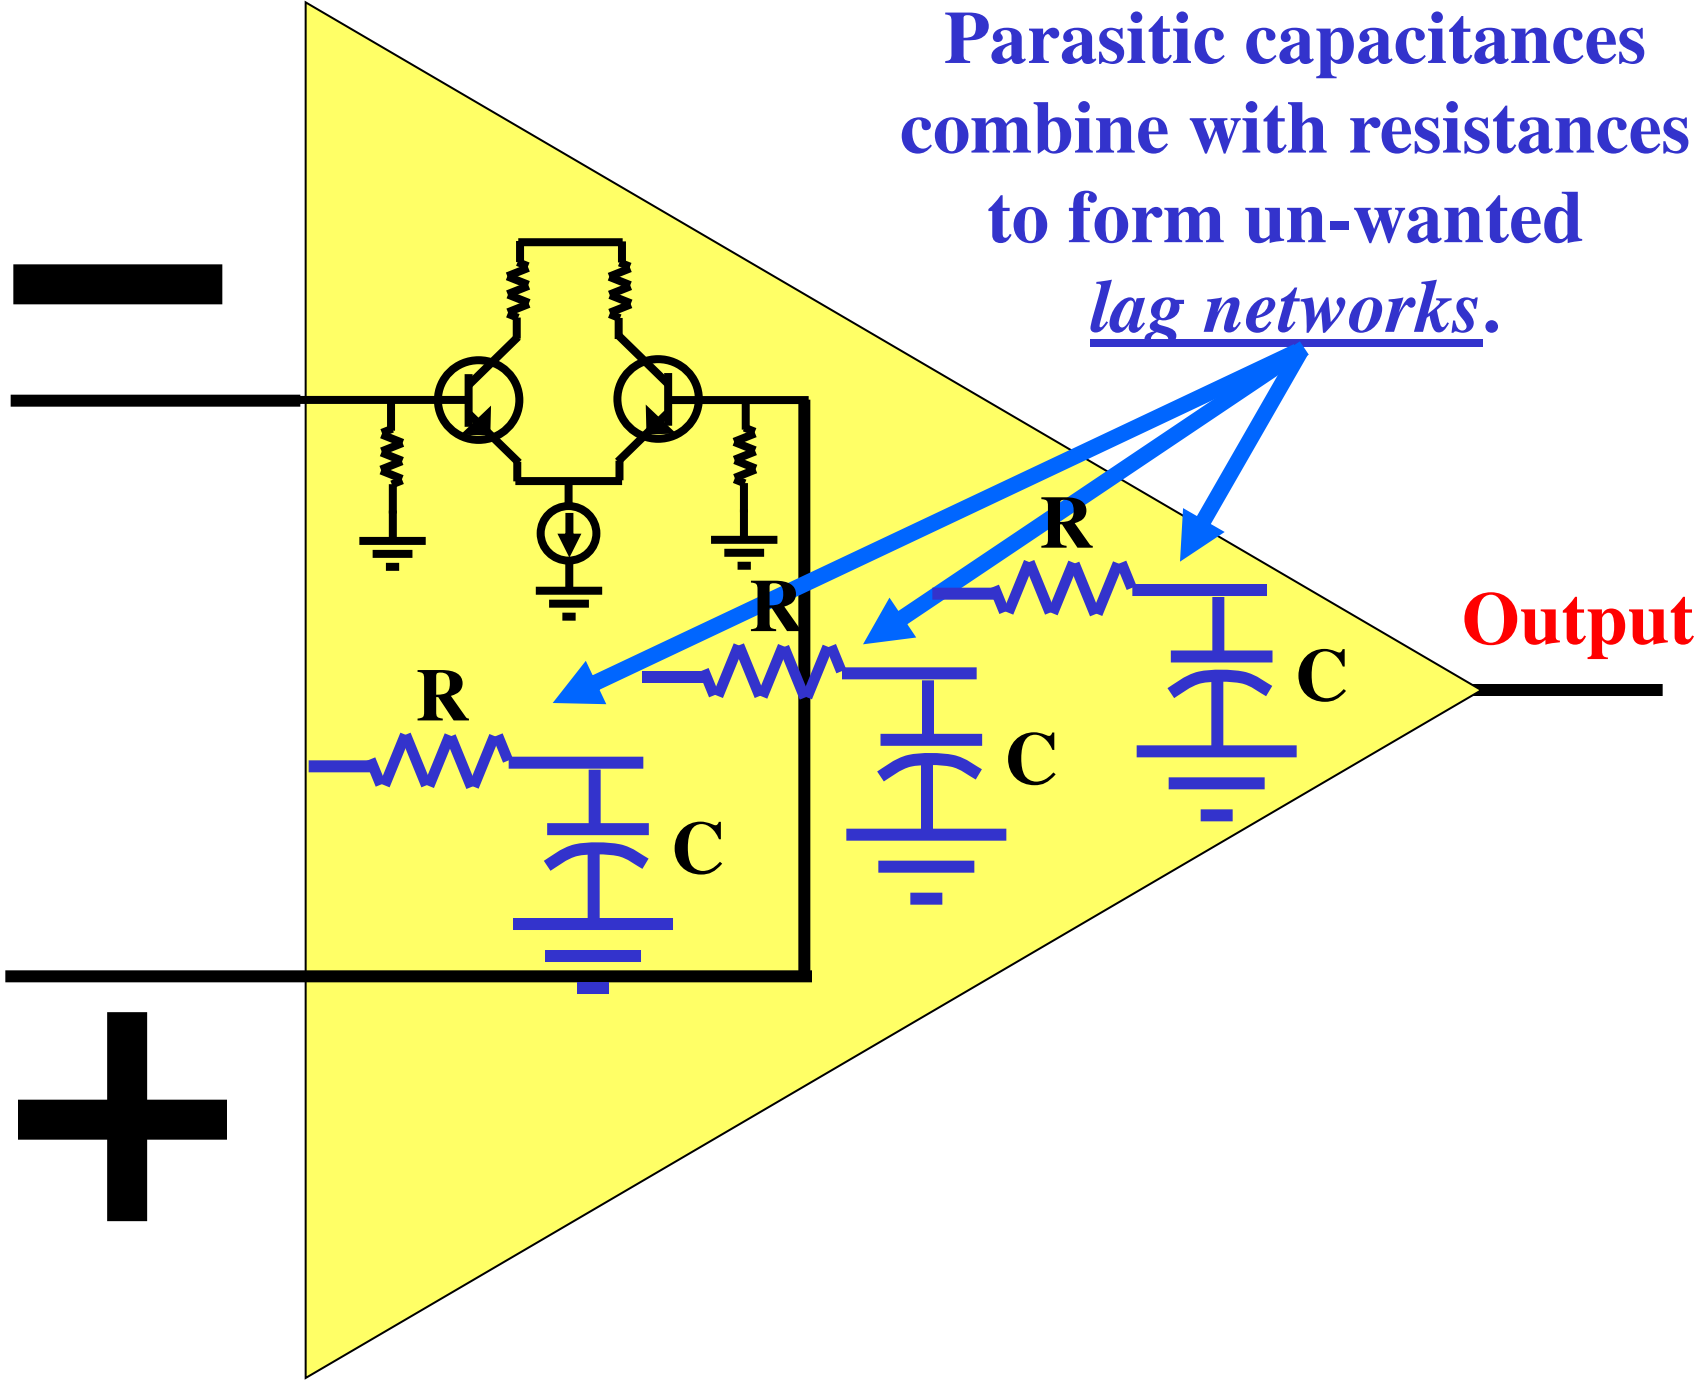 Parasitic capacitances
combine with resistances
to form un-wanted
lag networks.
R
R
Output
R
C
C
C